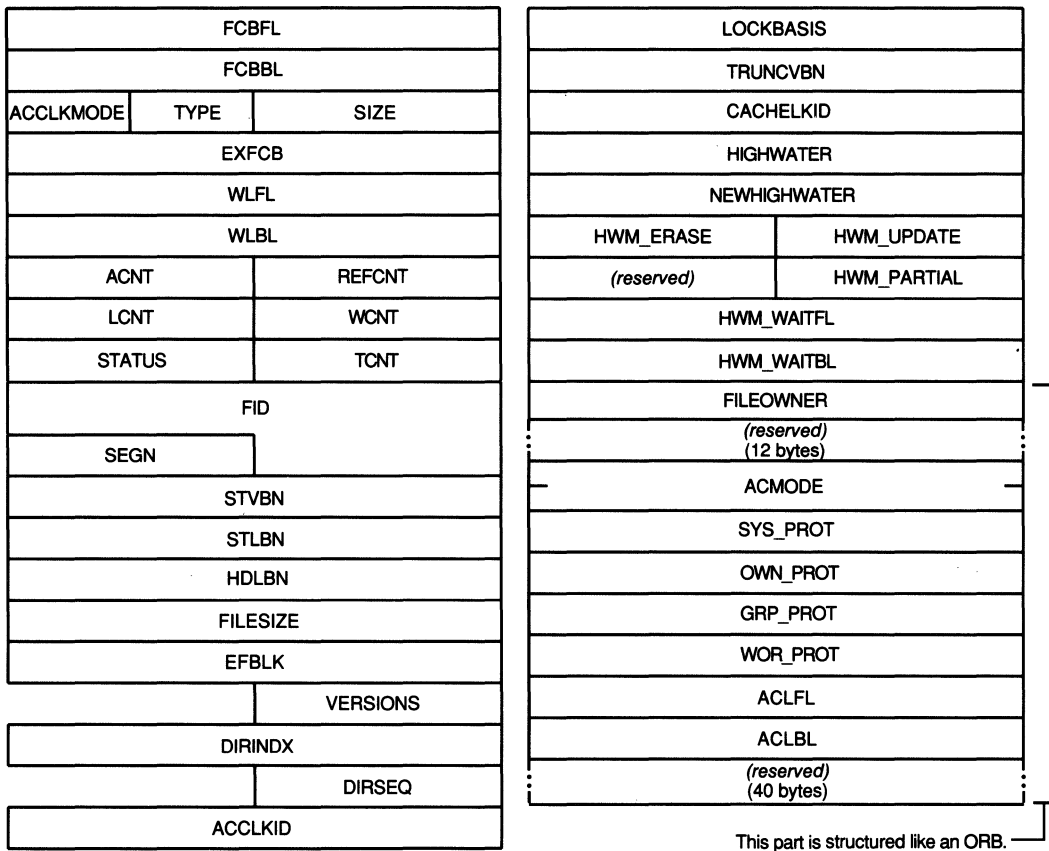 FCBFL
FCBBL
ACCLKMODE TYPE SIZE
EXFCB
WLFL
WLBL
ACNT REFCNT
LCNT WCNT
STATUS TCNT
FID
SEGN
STVBN
STLBN
HDLBN
FILESIZE
EFBLK
VERSIONS
DIRINDX
DIRSEQ
ACCLKID
LOCKBASIS
TRUNCVBN
CACHELKID
HIGHWATER
NEWHIGHWATER
HWM_ERASE HWM_UPDATE
(reserved) HWM_PARTIAL
HWM_WAITFL
HWM_WAITBL
FILEOWNER
(reserved)
(12 bytes)
ACMODE
SYS_PROT
OWN_PROT
GRP_PROT
WOR_PROT
ACLFL
ACLBL
(reserved)
(40 bytes)
This part is structured like an ORB.